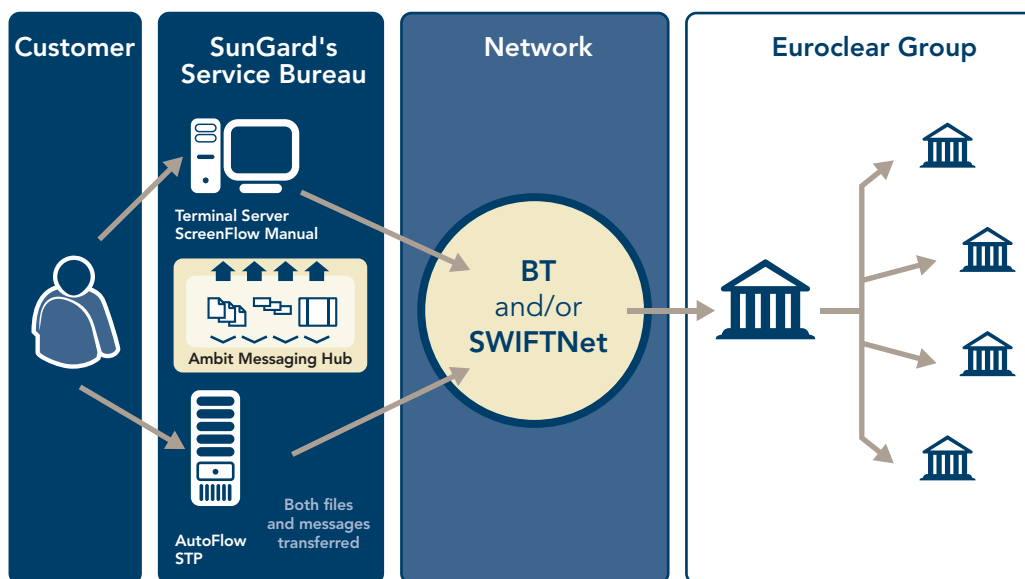 Customer
SunGard's
Service Bureau
Network
Euroclear Group
Terminal Server
ScreenFlow Manual
Ambit Messaging Hub
AutoFlow
STP
Both files
and messages
transferred
BT
and/or
SWIFTNet